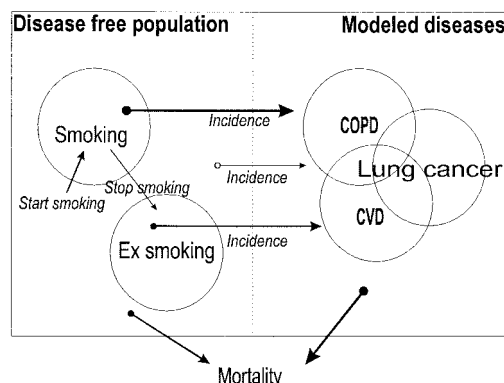 Disease free population
Modeled diseases
Smoking
Incidence
COPD
Start smoking
Stop smoking
Incidence
Lung cancer
CVD
Ex smoking
Incidence
Mortality